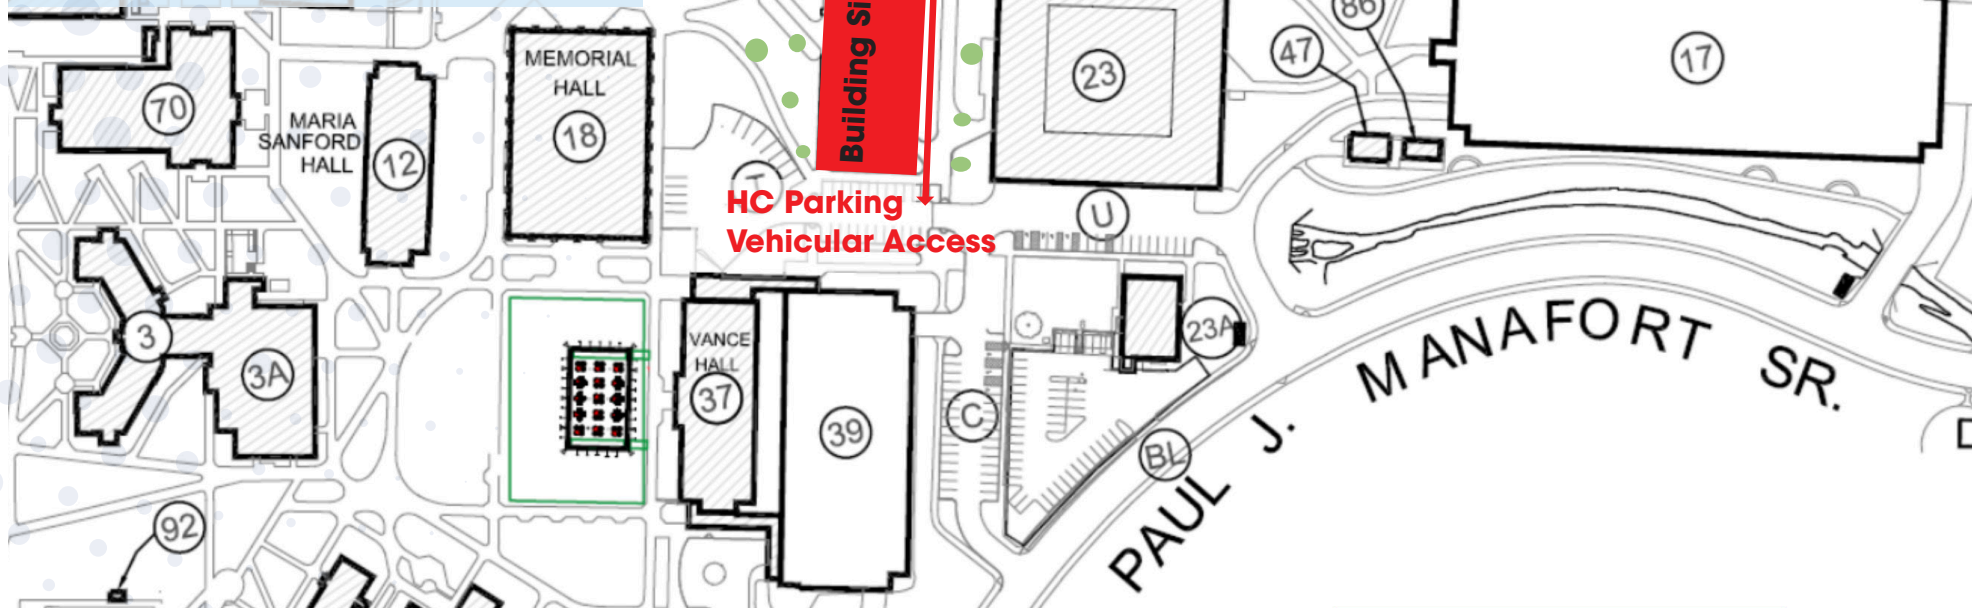 86
47
17
23
Building Si
MEMORIAL
HALL
18
70
MARIA
SANFORD
HALL
12
T
HC Parking
Vehicular Access
U
3
3A
VANCE
HALL
37
39
23A
C
BL
PAUL J. MANAFORT SR.
92